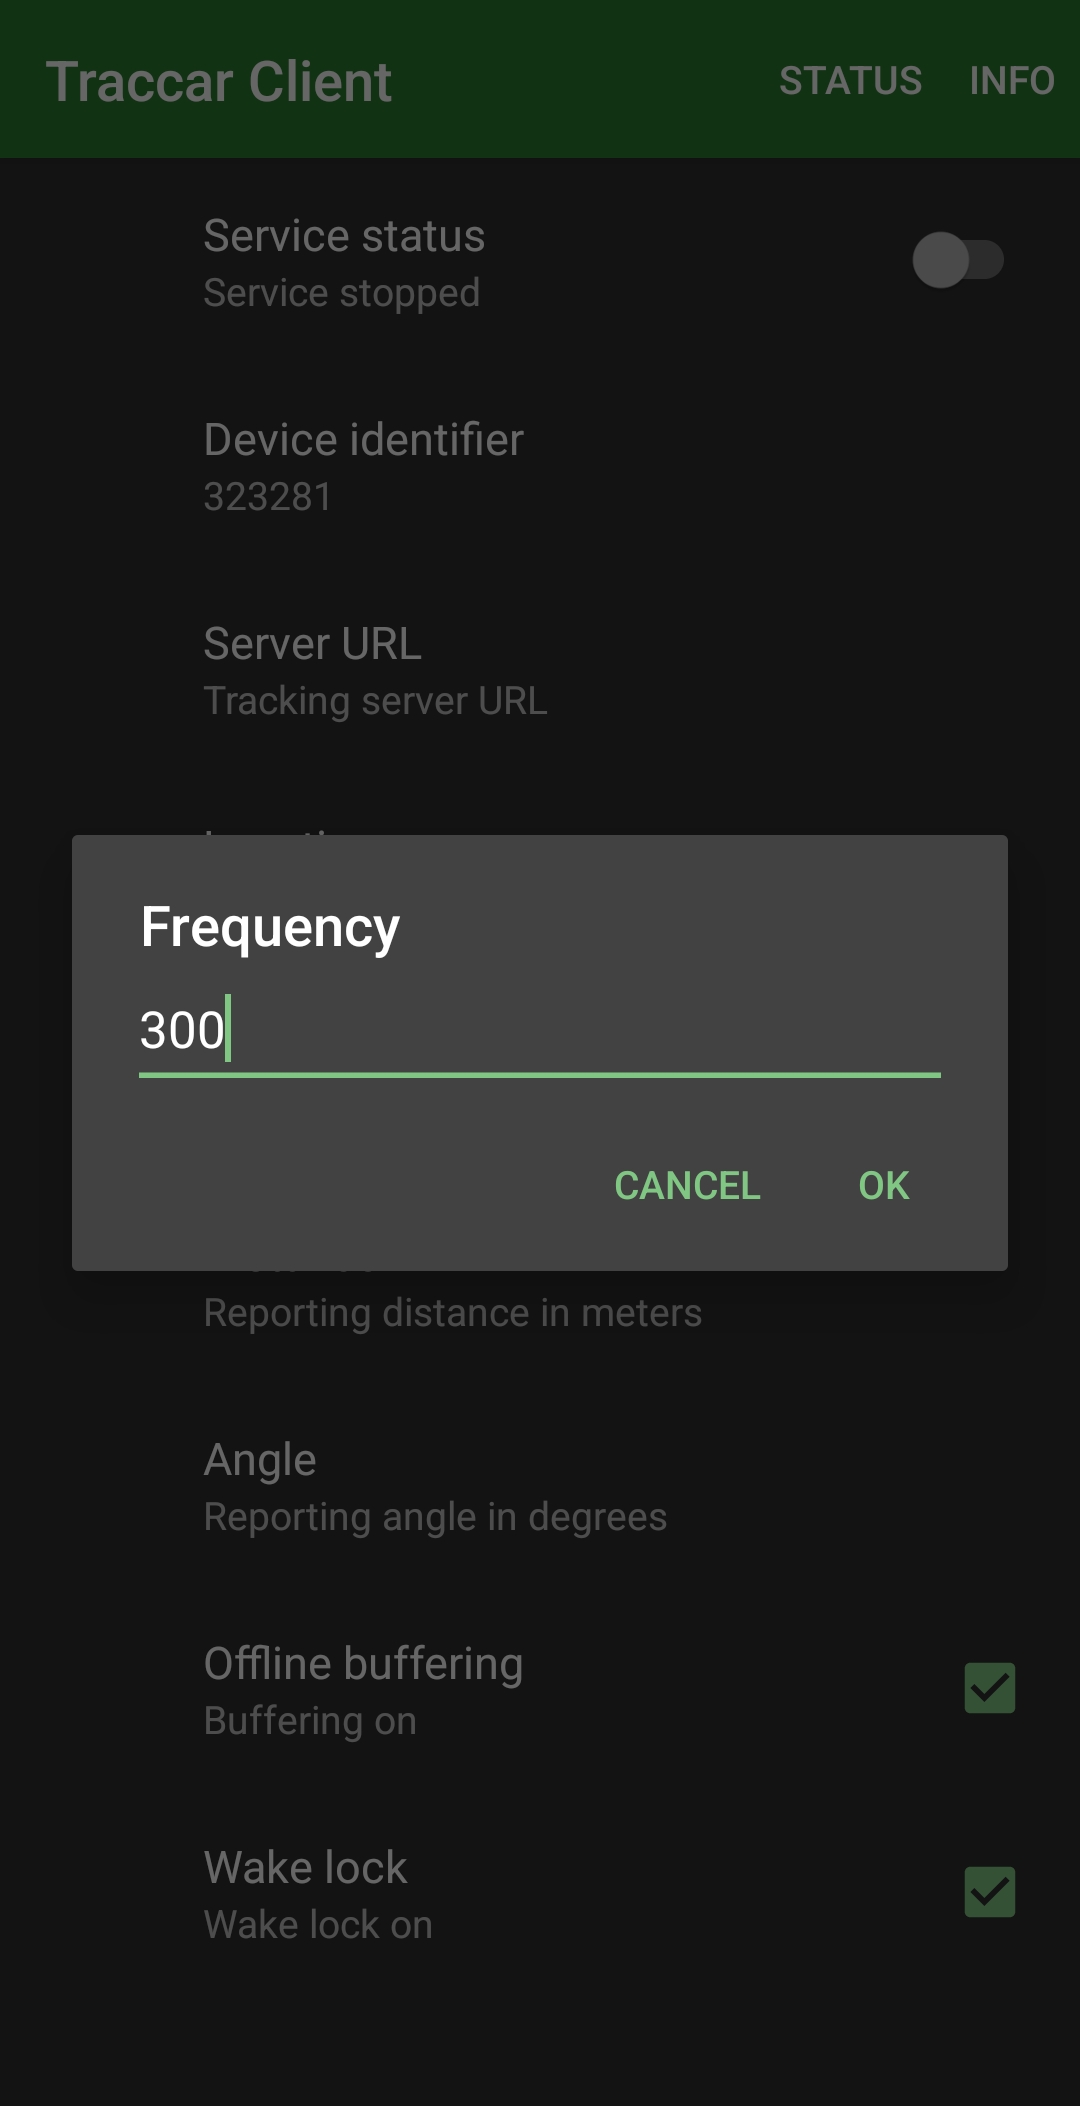 Traccar Client STATUS INFO
Service status
Service stopped
Device identifier
323281
Server URL
Tracking server URL
Frequency
300
CANCEL OK
Reporting distance in meters
Angle
Reporting angle in degrees
Offline buffering
Buffering on
Wake lock
Wake lock on